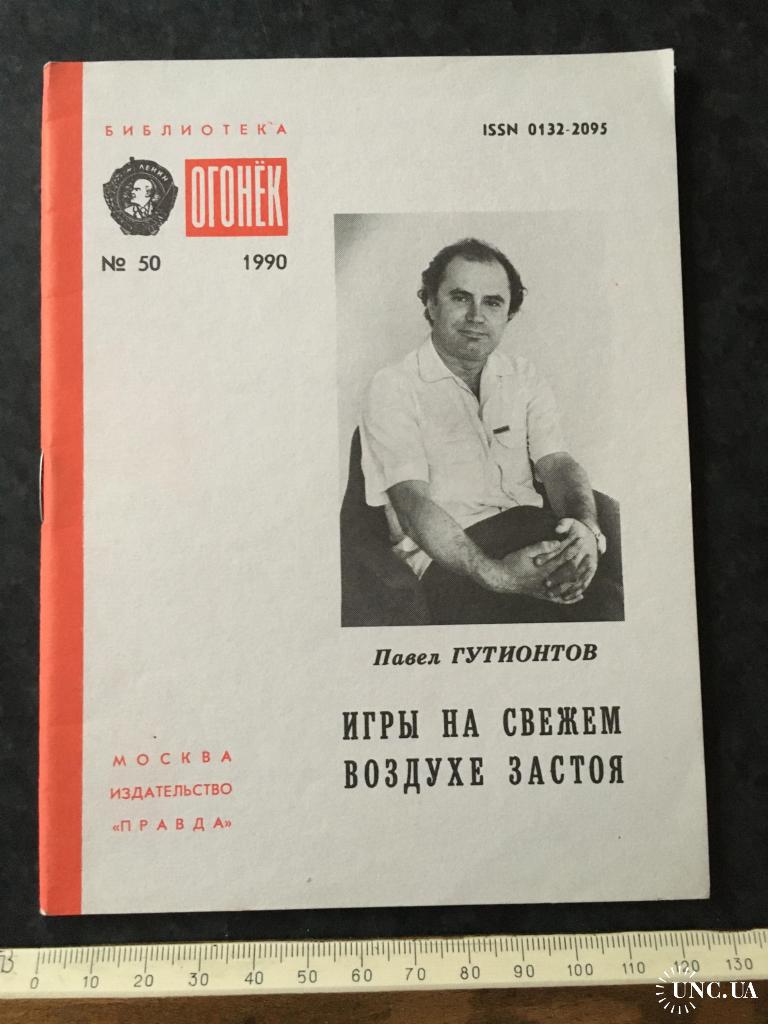 БИБЛИОТЕКА
ISSN 0132-2095
ЛЕНИН
ОГОНЁК
№ 50 1990
Павел ГУТИОНТОВ
ИГРЫ НА СВЕЖЕМ
ВОЗДУХЕ ЗАСТОЯ
МОСКВА
ИЗДАТЕЛЬСТВО
«ПРАВДА»
0 10 20 30 40 50 60 70 80 90 100 110 120 130
UNC.UA